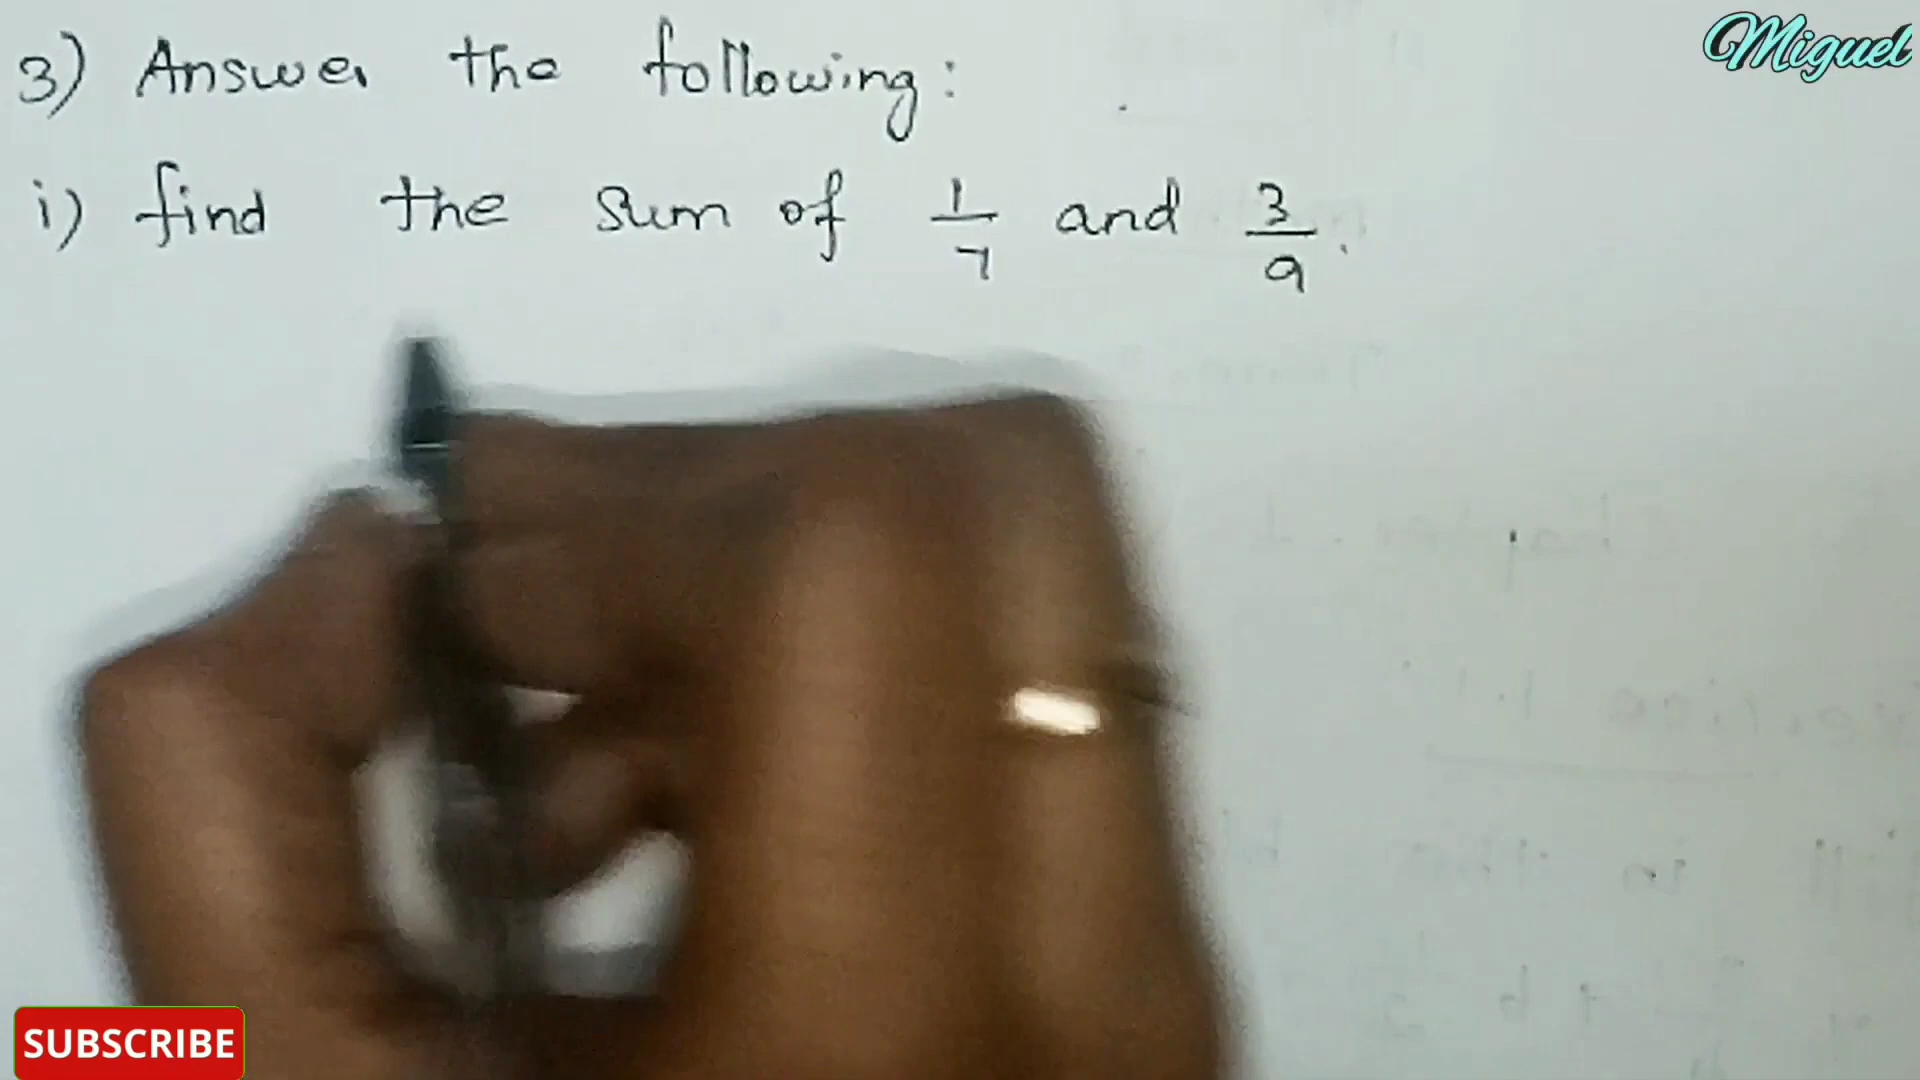 Miguel
3) Answer the following:
i) find the sum of 1/7 and 3/9.
SUBSCRIBE